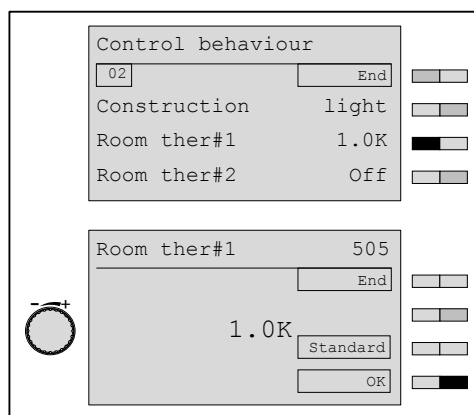 Control behaviour
02 End
Construction light
Room ther#1 1.0K
Room ther#2 Off
Room ther#1 505
End
- +
1.0K
Standard
OK